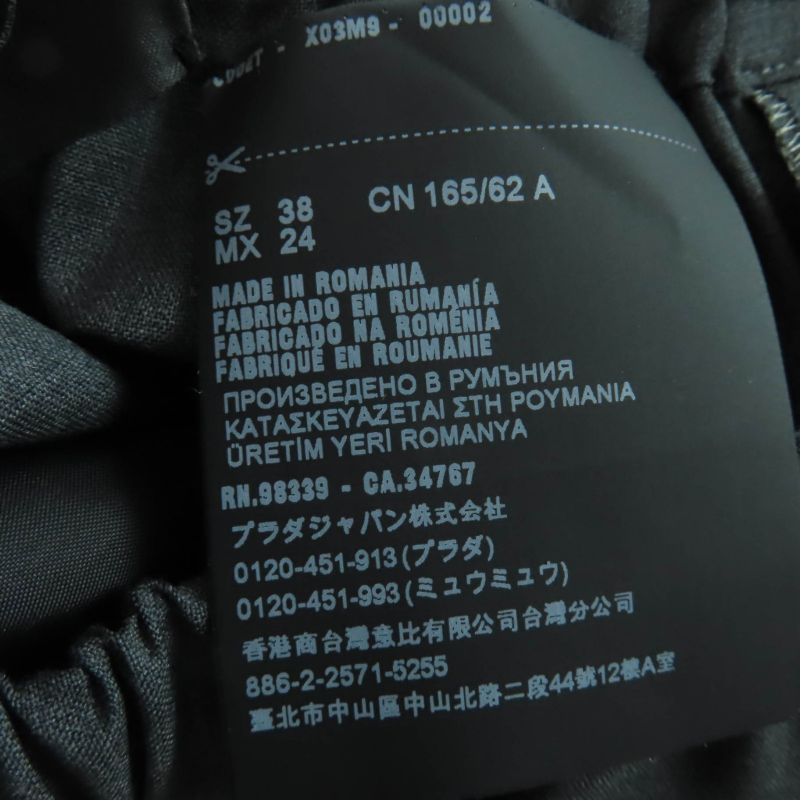 X03M9 - 00002
SZ 38 CN 165/62 A
MX 24
MADE IN ROMANIA
FABRICADO EN RUMANÍA
FABRICADO NA ROMÉNIA
FABRIQUÉ EN ROUMANIE
ПРОИЗВЕДЕНО В РУМЪНИЯ
ΚΑΤΑΣΚΕΥΑΖΕΤΑΙ ΣΤΗ ΡΟΥΜΑΝΙΑ
ÜRETİM YERİ ROMANYA
RN.98339 - CA.34767
プラダジャパン株式会社
0120-451-913(プラダ)
0120-451-993(ミュウミュウ)
香港商台灣意比有限公司台灣分公司
886-2-2571-5255
臺北市中山區中山北路二段44號12樓A室